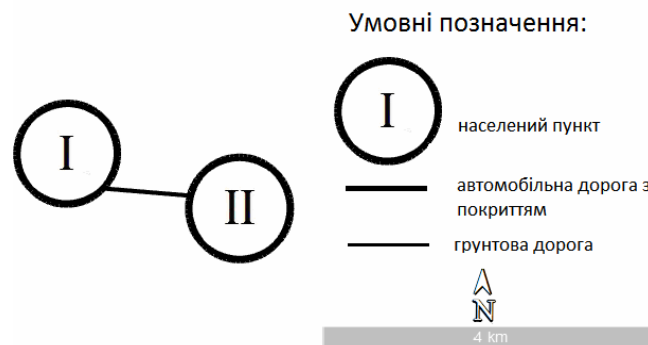 Умовні позначення:
I
II
I
населений пункт
автомобільна дорога з
покриттям
грунтова дорога
N
4 km